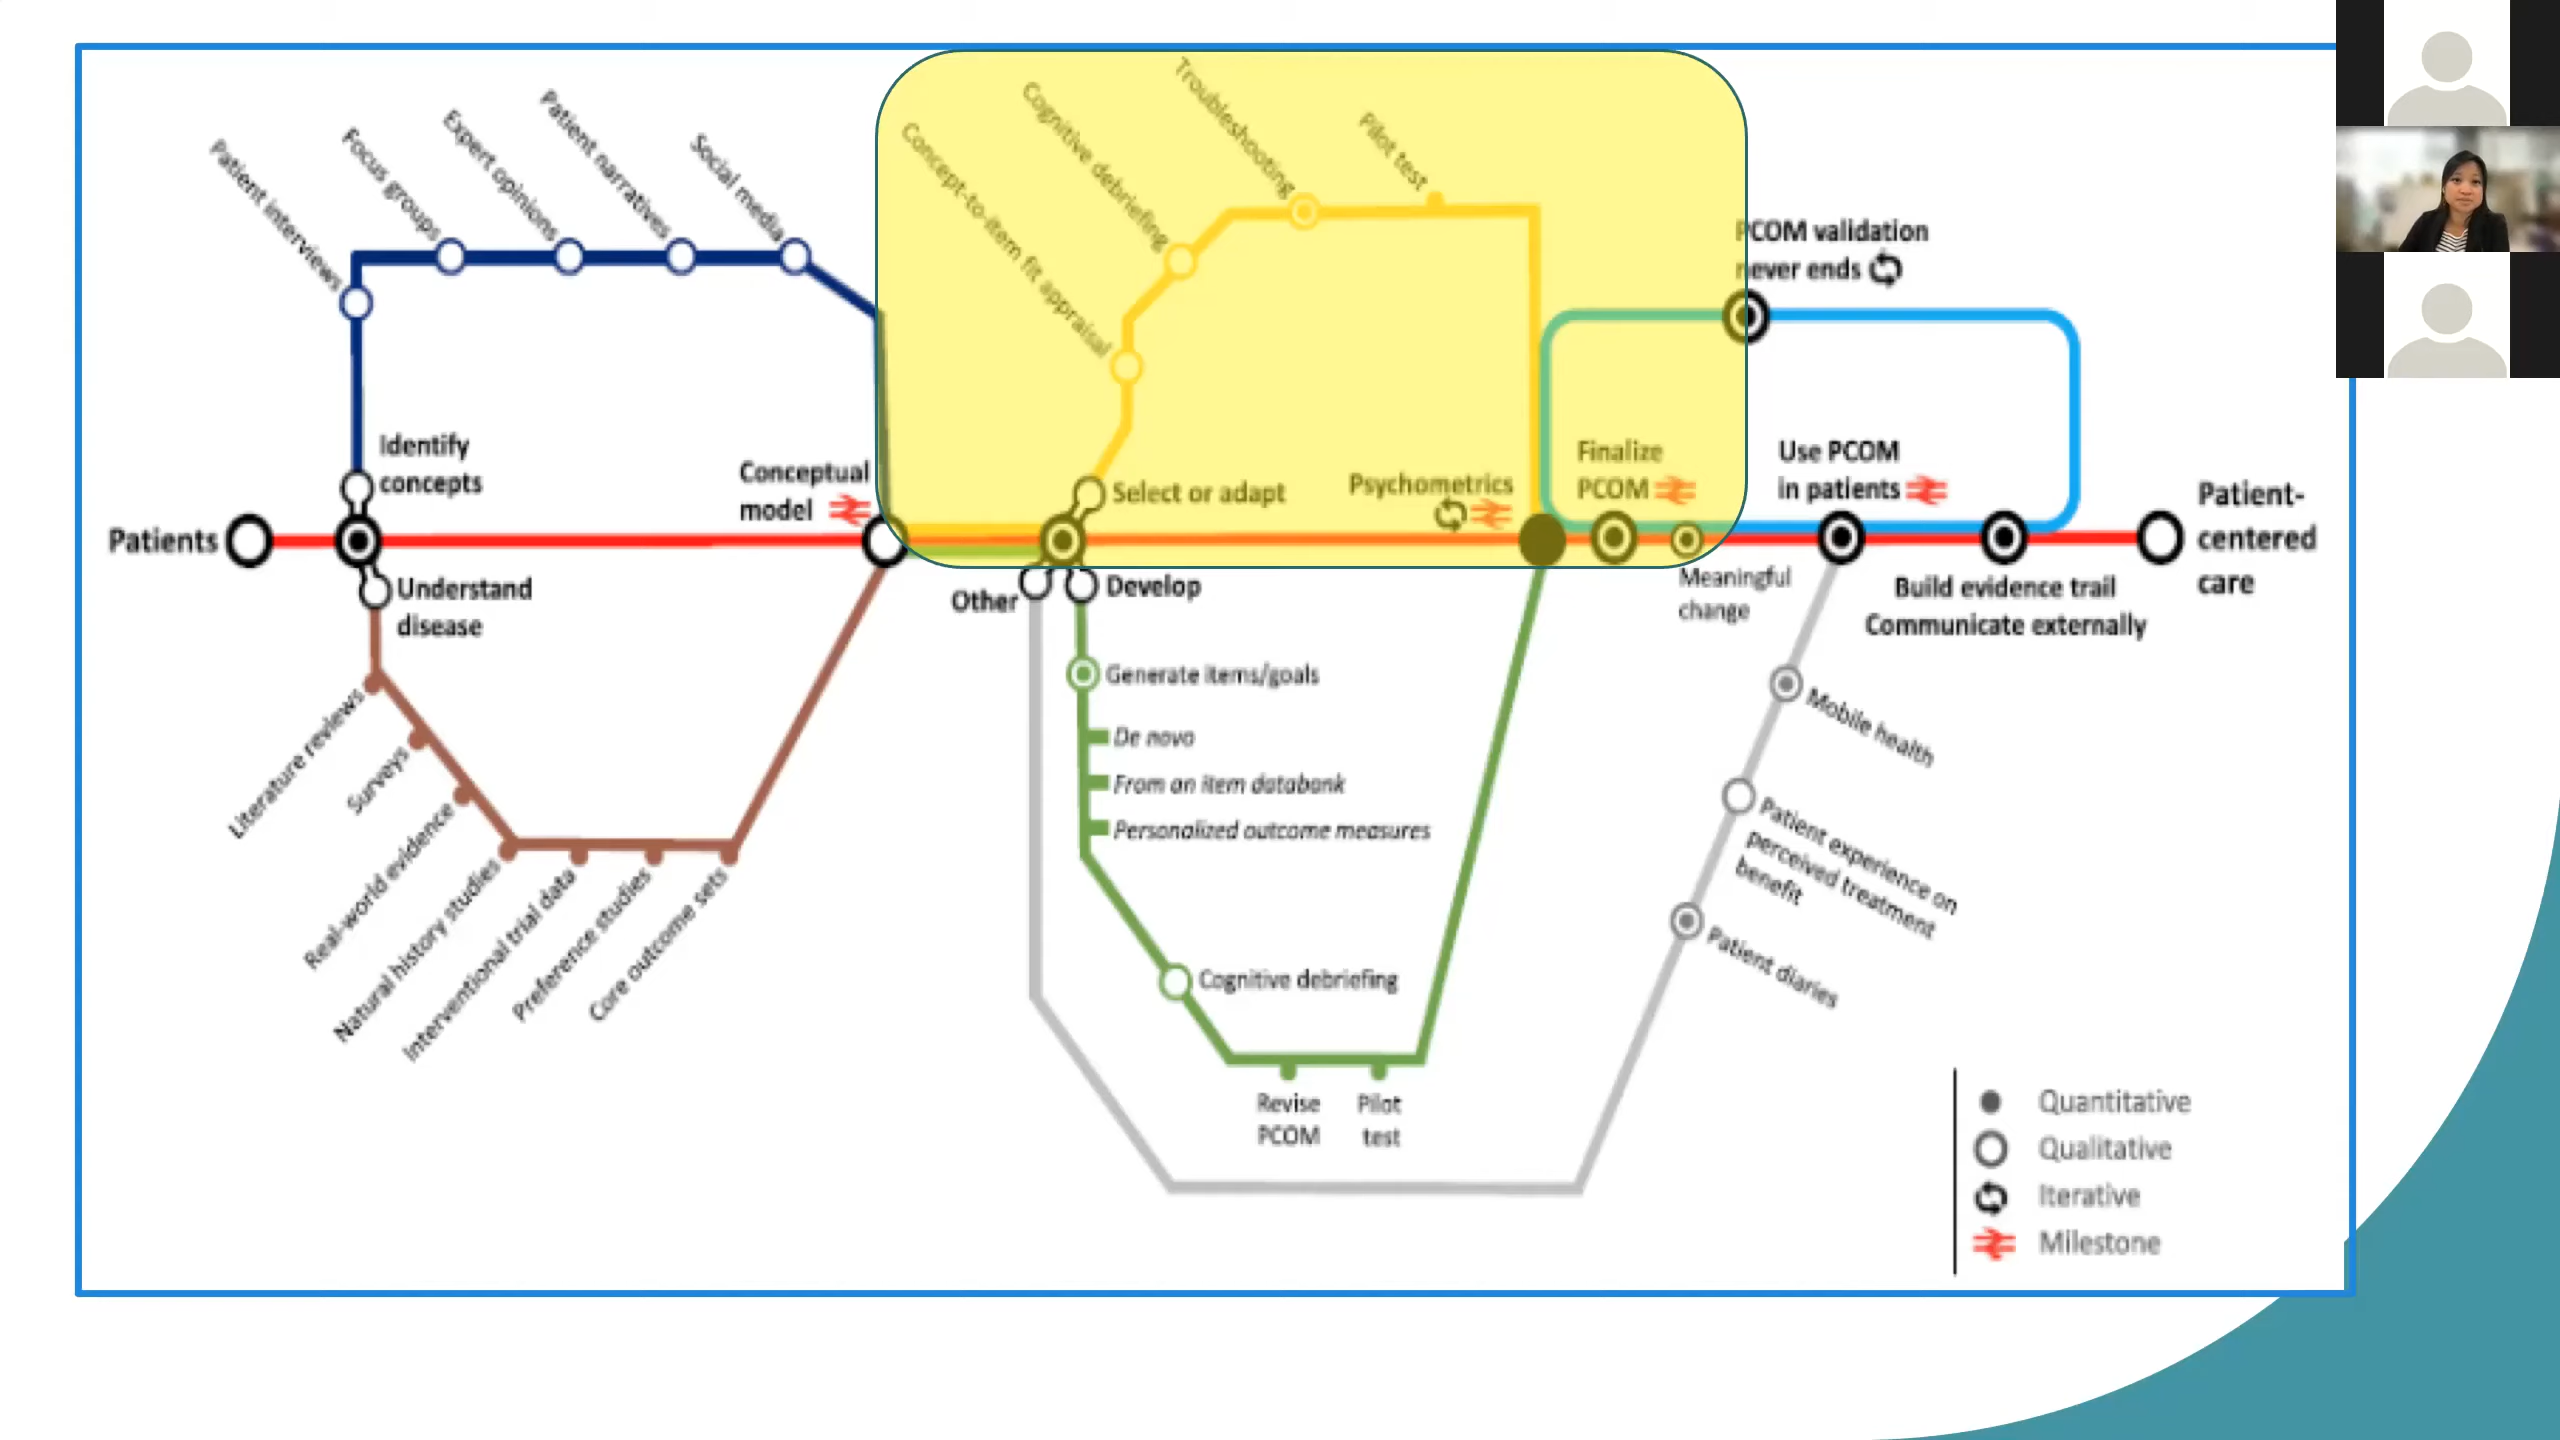 Patient interviews
Focus groups
Expert opinions
Patient narratives
Social media
Concept-to-item fit appraisal
Cognitive debriefing
Troubleshooting
Pilot test
PCOM validation
never ends
Identify
concepts
Conceptual
model
Select or adapt
Psychometrics
Finalize
PCOM
Use PCOM
in patients
Patients
Patient-
centered
care
Understand
disease
Other
Develop
Meaningful
change
Build evidence trail
Communicate externally
Literature reviews
Surveys
Real-world evidence
Natural history studies
Interventional trial data
Preference studies
Core outcome sets
Generate items/goals
De novo
From an item databank
Personalized outcome measures
Cognitive debriefing
Revise
PCOM
Pilot
test
Mobile health
Patient experience on
perceived treatment
benefit
Patient diaries
Quantitative
Qualitative
Iterative
Milestone